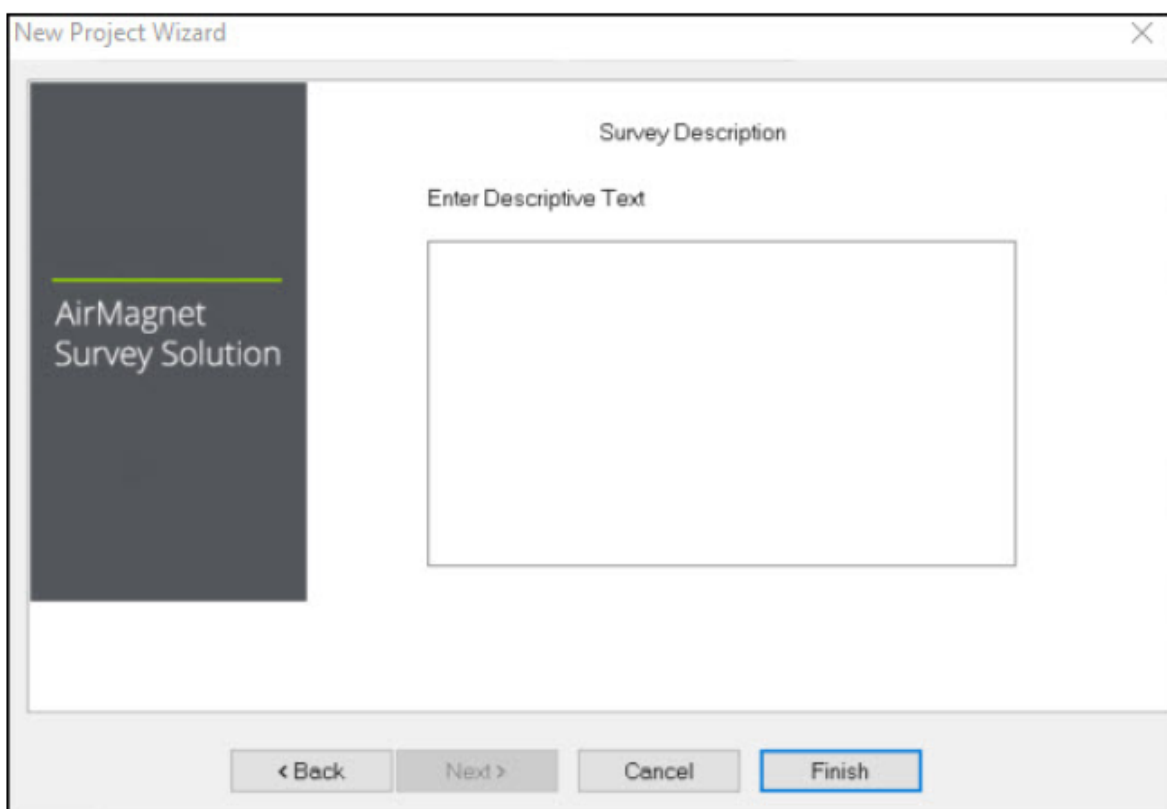 New Project Wizard
Survey Description
Enter Descriptive Text
AirMagnet
Survey Solution
< Back
Next >
Cancel
Finish